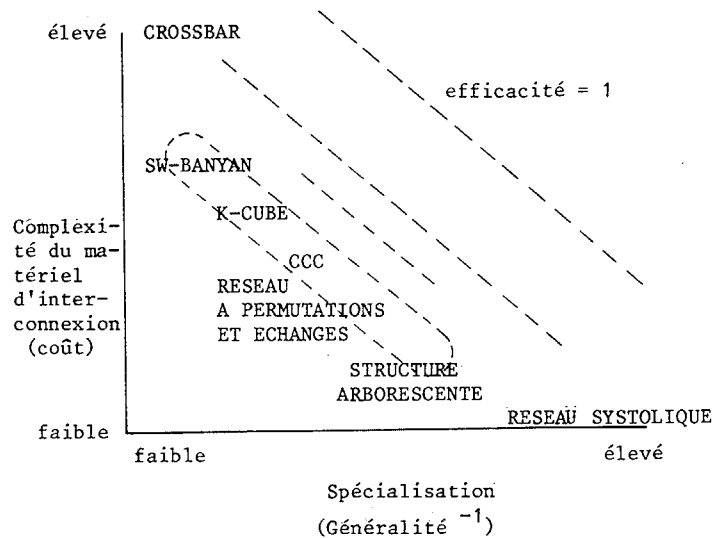 élevé CROSSBAR
efficacité = 1
SW-BANYAN
K-CUBE
Complexi-
té du ma-
tériel
d'inter-
connexion
(coût)
CCC
RESEAU
A PERMUTATIONS
ET ECHANGES
STRUCTURE
ARBORESCENTE
RESEAU SYSTOLIQUE
faible
faible élevé
Spécialisation
(Généralité -1)